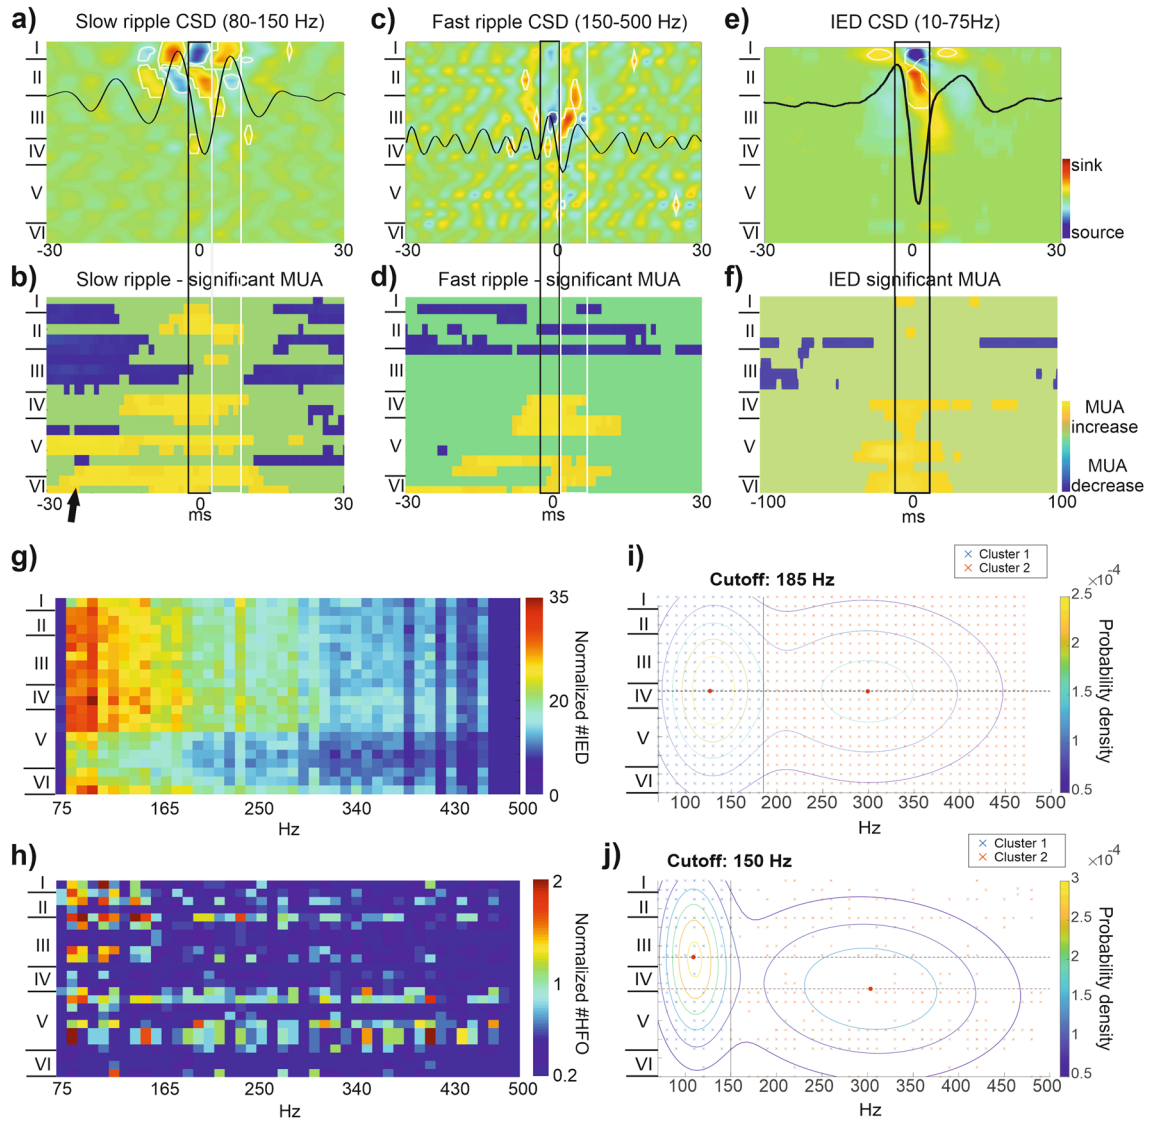 a)
Slow ripple CSD (80-150 Hz)
I
II
III
IV
V
VI
-30
0
30
c)
Fast ripple CSD (150-500 Hz)
I
II
III
IV
V
VI
-30
0
30
e)
IED CSD (10-75Hz)
I
II
III
IV
V
VI
-30
0
30
sink
source
b)
Slow ripple - significant MUA
I
II
III
IV
V
VI
-30
0
30
ms
d)
Fast ripple - significant MUA
I
II
III
IV
V
VI
-30
0
30
ms
f)
IED significant MUA
I
II
III
IV
V
VI
-100
0
100
ms
MUA
increase
MUA
decrease
g)
I
II
III
IV
V
VI
75
165
250
340
430
500
Hz
35
20
0
Normalized #IED
i)
Cluster 1
Cluster 2
Cutoff: 185 Hz
I
II
III
IV
V
VI
100
150
200
250
300
350
400
450
500
Hz
×10⁻⁴
2.5
2
1.5
1
0.5
Probability density
h)
I
II
III
IV
V
VI
75
165
250
340
430
500
Hz
2
1
0.2
Normalized #HFO
j)
Cluster 1
Cluster 2
Cutoff: 150 Hz
I
II
III
IV
V
VI
100
150
200
250
300
350
400
450
500
Hz
×10⁻⁴
3
2.5
2
1.5
1
0.5
Probability density